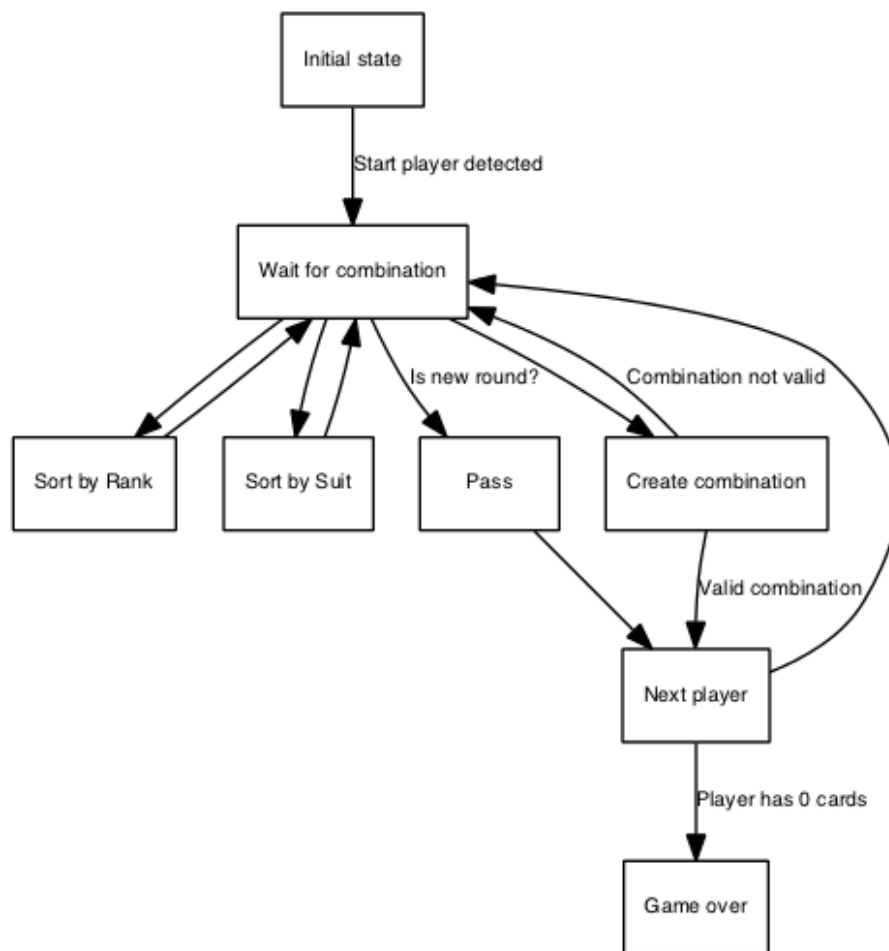 Initial state
Start player detected
Wait for combination
Is new round?
Combination not valid
Sort by Rank
Sort by Suit
Pass
Create combination
Valid combination
Next player
Player has 0 cards
Game over